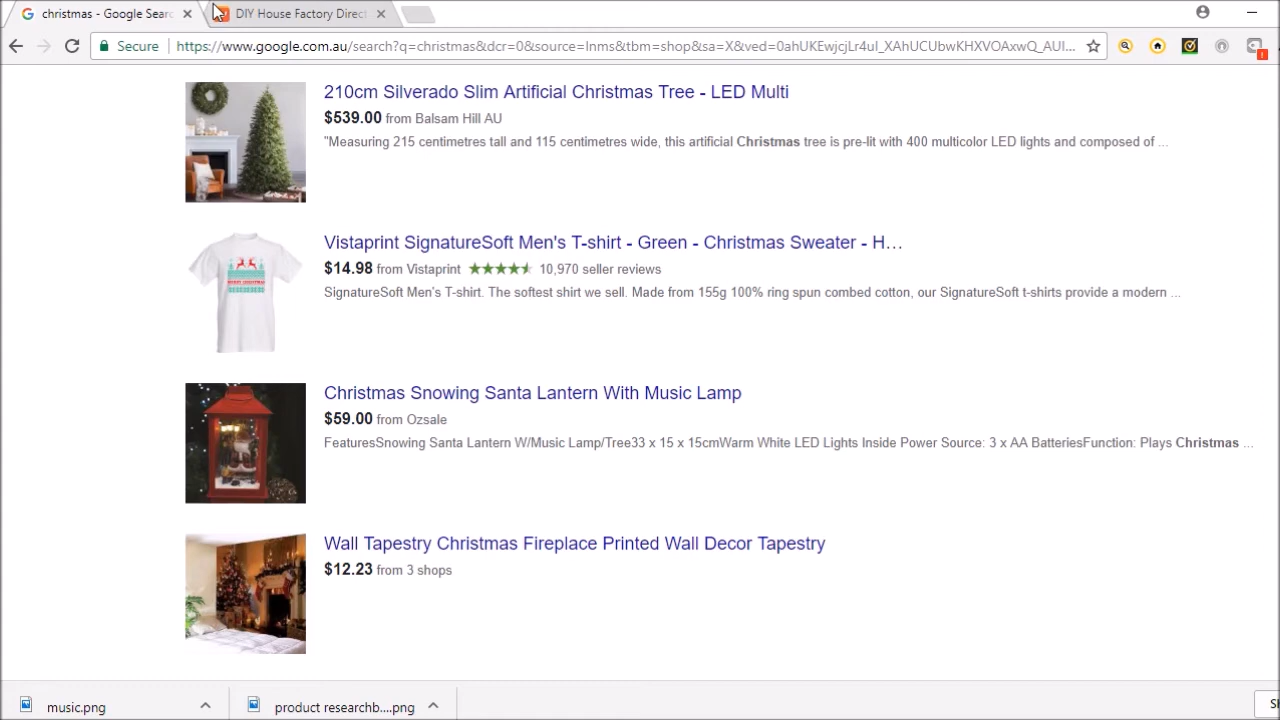 christmas - Google Searc
DIY House Factory Direct
Secure
https://www.google.com.au/search?q=christmas&dcr=0&source=lnms&tbm=shop&sa=X&ved=0ahUKEwjcjLr4uI_XAhUCUbwKHXVOAxwQ_AUI...
210cm Silverado Slim Artificial Christmas Tree - LED Multi
$539.00 from Balsam Hill AU
"Measuring 215 centimetres tall and 115 centimetres wide, this artificial Christmas tree is pre-lit with 400 multicolor LED lights and composed of ...
Vistaprint SignatureSoft Men's T-shirt - Green - Christmas Sweater - H…
$14.98 from Vistaprint 10,970 seller reviews
SignatureSoft Men's T-shirt. The softest shirt we sell. Made from 155g 100% ring spun combed cotton, our SignatureSoft t-shirts provide a modern ...
MERRY CHRISTMAS
Christmas Snowing Santa Lantern With Music Lamp
$59.00 from Ozsale
FeaturesSnowing Santa Lantern W/Music Lamp/Tree33 x 15 x 15cmWarm White LED Lights Inside Power Source: 3 x AA BatteriesFunction: Plays Christmas ...
Wall Tapestry Christmas Fireplace Printed Wall Decor Tapestry
$12.23 from 3 shops
music.png
product researchb....png